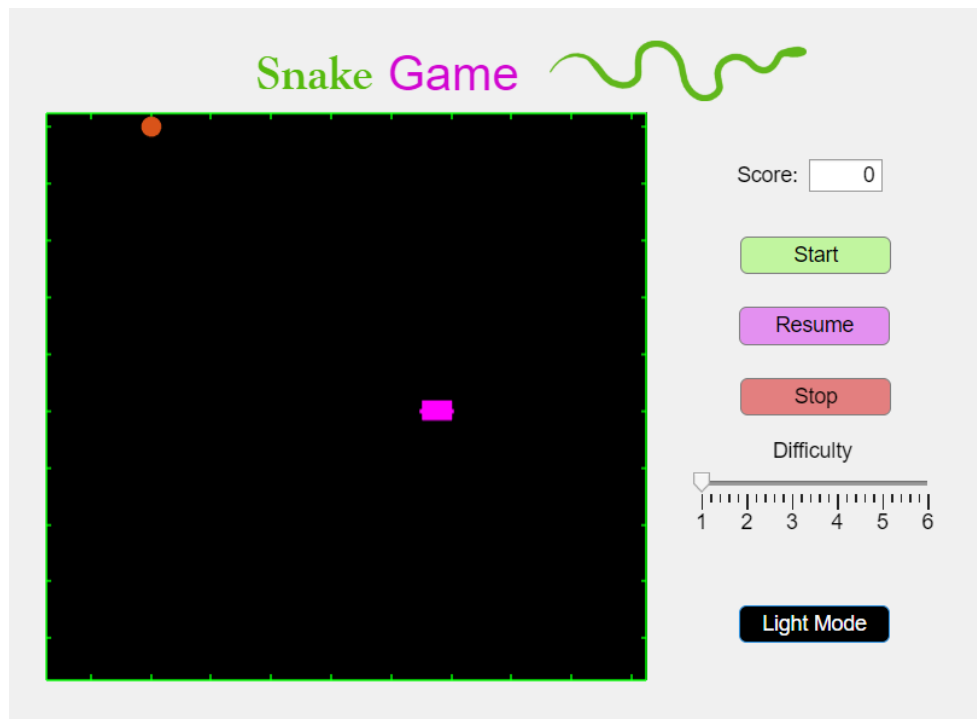 Snake Game
Score: 0
Start
Resume
Stop
Difficulty
1 2 3 4 5 6
Light Mode